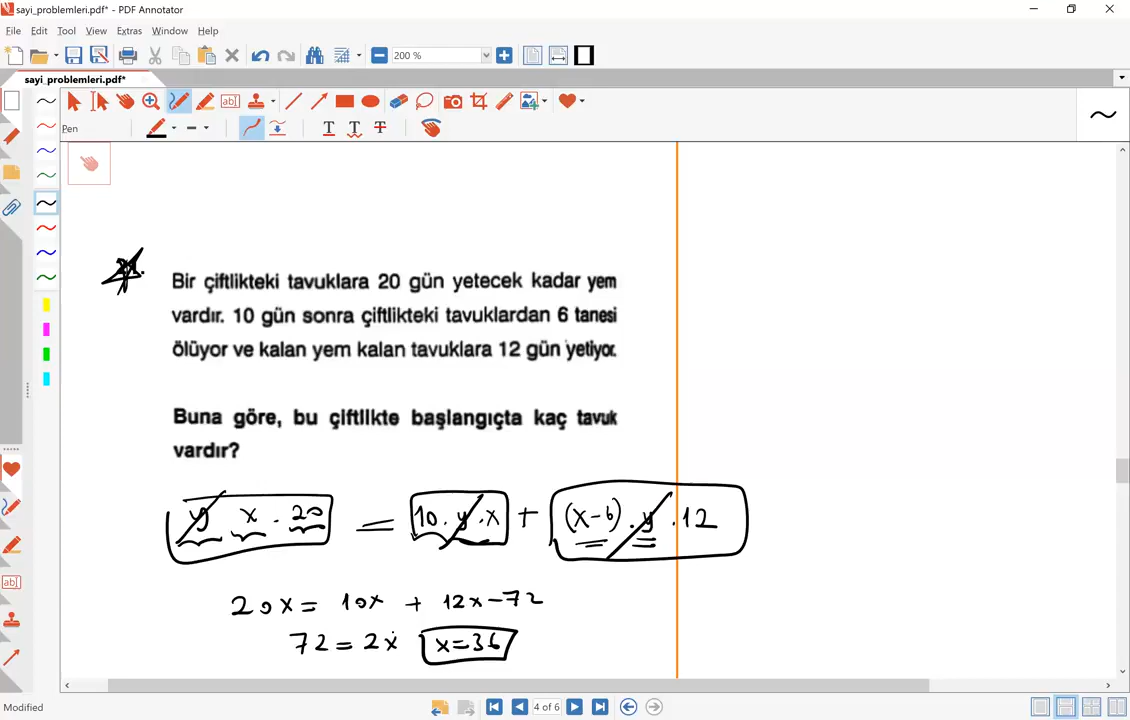 sayi_problemleri.pdf* - PDF Annotator
File Edit Tool View Extras Window Help
200 %
sayi_problemleri.pdf*
Pen
Bir çiftlikteki tavuklara 20 gün yetecek kadar yem
vardır. 10 gün sonra çiftlikteki tavuklardan 6 tanesi
ölüyor ve kalan yem kalan tavuklara 12 gün yetiyor.
Buna göre, bu çiftlikte başlangıçta kaç tavuk
vardır?
y x . 20 = 10 . y . x + (x-6) . y . 12
20x = 10x + 12x-72
72 = 2x x=36
4 of 6
Modified